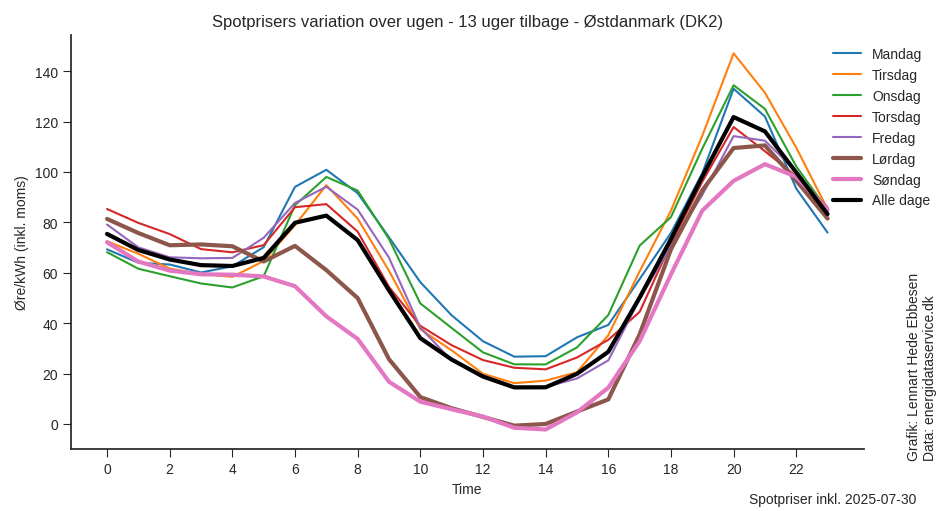 Spotprisers variation over ugen - 13 uger tilbage - Østdanmark (DK2)
Øre/kWh (inkl. moms)
140
120
100
80
60
40
20
0
0 2 4 6 8 10 12 14 16 18 20 22
Time
Mandag
Tirsdag
Onsdag
Torsdag
Fredag
Lørdag
Søndag
Alle dage
Grafik: Lennart Hede Ebbesen
Data: energidataservice.dk
Spotpriser inkl. 2025-07-30